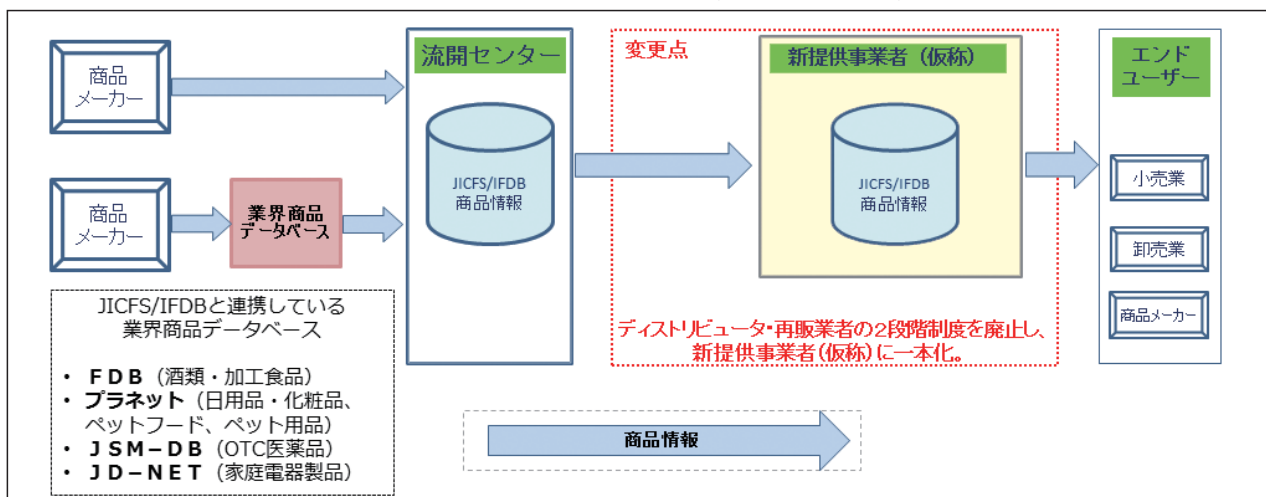 商品
メーカー
商品
メーカー
業界商品
データベース
JICFS/IFDBと連携している
業界商品データベース
・ ＦＤＢ（酒類・加工食品）
・ プラネット（日用品・化粧品、
ペットフード、ペット用品）
・ ＪＳＭ−ＤＢ（OTC医薬品）
・ ＪＤ−ＮＥＴ（家庭電器製品）
流開センター
JICFS/IFDB
商品情報
変更点
新提供事業者（仮称）
JICFS/IFDB
商品情報
ディストリビュータ・再販業者の２段階制度を廃止し、
新提供事業者(仮称)に一本化。
エンド
ユーザー
小売業
卸売業
商品メーカー
商品情報